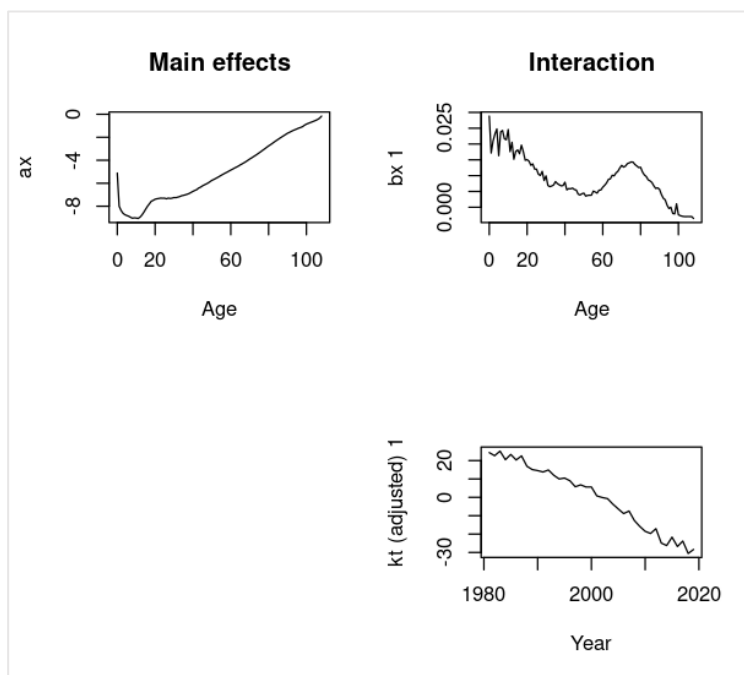 Main effects
ax
0
-4
-8
0 20 60 100
Age
Interaction
bx 1
0.025
0.000
0 20 60 100
Age
kt (adjusted) 1
20
0
-30
1980 2000 2020
Year